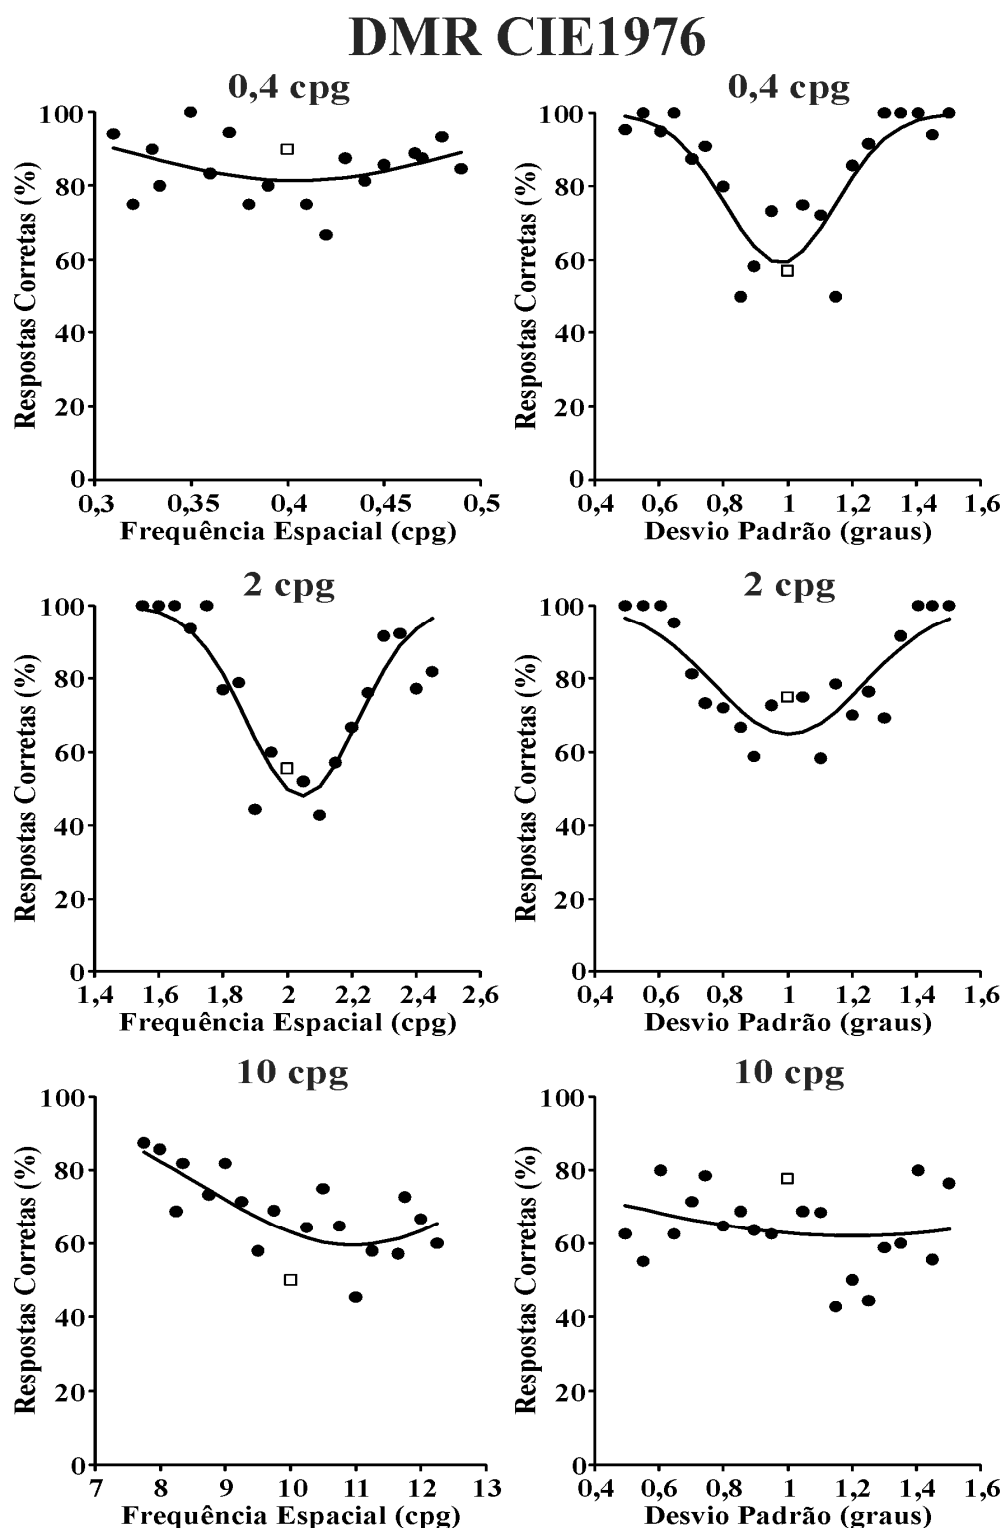 DMR CIE1976
0,4 cpg
100
80
60
40
20
0
Respostas Corretas (%)
0,3 0,35 0,4 0,45 0,5
Frequência Espacial (cpg)
0,4 cpg
100
80
60
40
20
0
Respostas Corretas (%)
0,4 0,6 0,8 1 1,2 1,4 1,6
Desvio Padrão (graus)
2 cpg
100
80
60
40
20
0
Respostas Corretas (%)
1,4 1,6 1,8 2 2,2 2,4 2,6
Frequência Espacial (cpg)
2 cpg
100
80
60
40
20
0
Respostas Corretas (%)
0,4 0,6 0,8 1 1,2 1,4 1,6
Desvio Padrão (graus)
10 cpg
100
80
60
40
20
0
Respostas Corretas (%)
7 8 9 10 11 12 13
Frequência Espacial (cpg)
10 cpg
100
80
60
40
20
0
Respostas Corretas (%)
0,4 0,6 0,8 1 1,2 1,4 1,6
Desvio Padrão (graus)